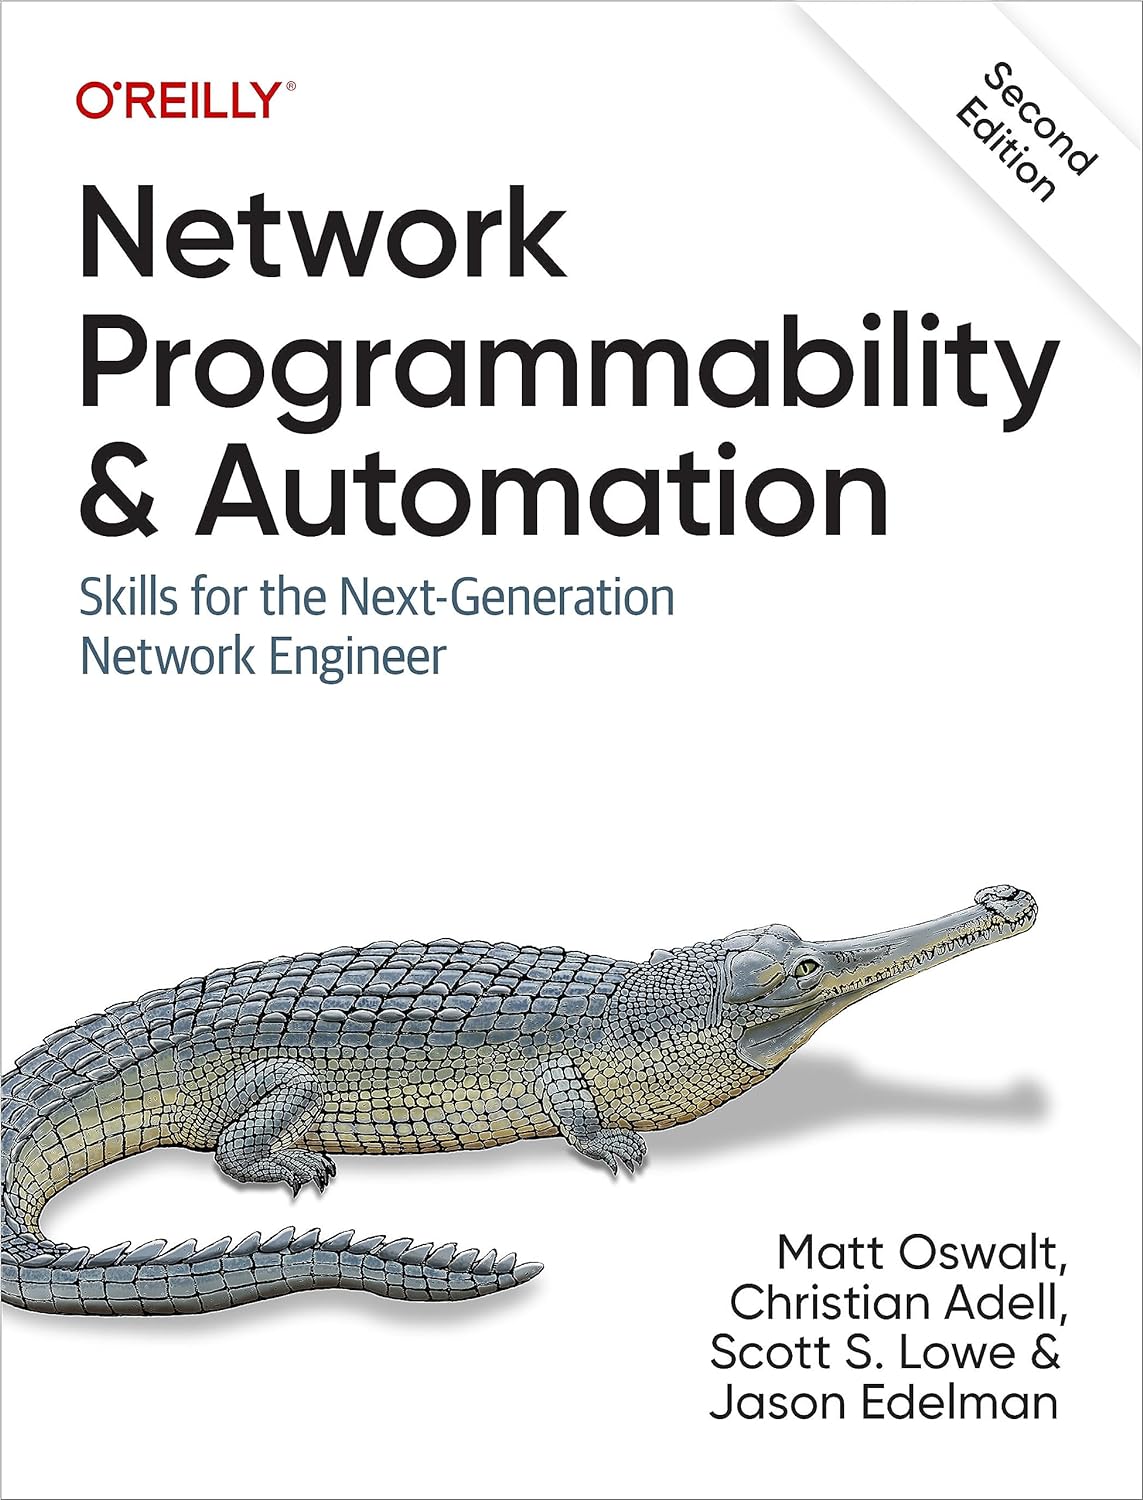 O'REILLY®
Second
Edition
Network
Programmability
& Automation
Skills for the Next-Generation
Network Engineer
Matt Oswalt,
Christian Adell,
Scott S. Lowe &
Jason Edelman